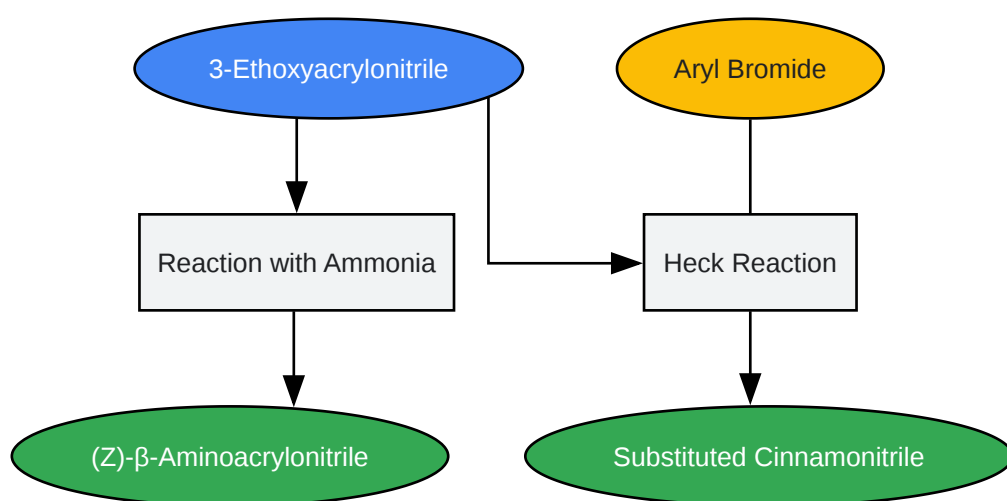 3-Ethoxyacrylonitrile
Aryl Bromide
Reaction with Ammonia
Heck Reaction
(Z)-β-Aminoacrylonitrile
Substituted Cinnamonitrile